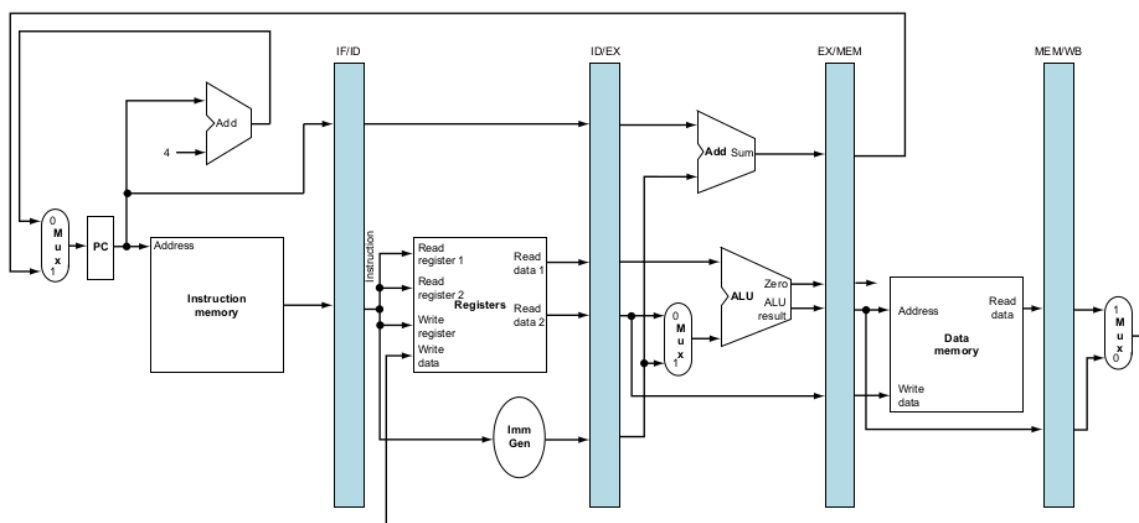 IF/ID
ID/EX
EX/MEM
MEM/WB
Add
4
Add Sum
0
M
u
x
1
PC
Address
Instruction
memory
Instruction
Read
register 1
Read
register 2
Write
register
Write
data
Registers
Read
data 1
Read
data 2
Imm
Gen
0
M
u
x
1
Zero
ALU
ALU
result
Address
Read
data
Data
memory
Write
data
1
M
u
x
0